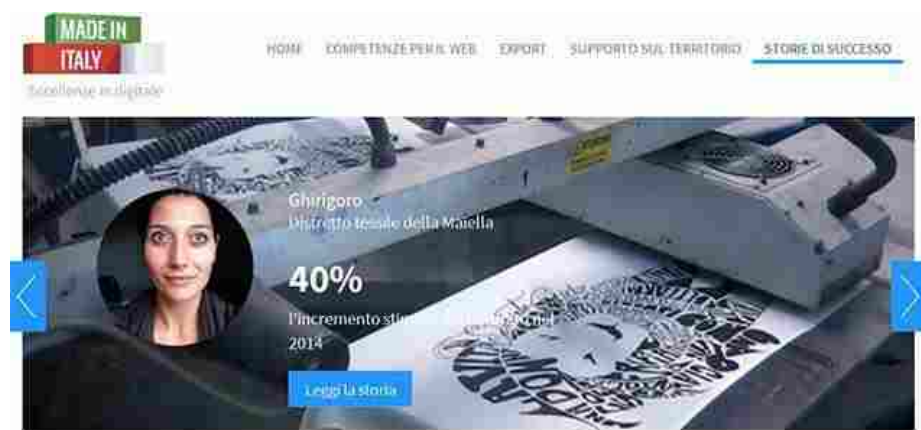 MADE IN
ITALY
Eccellenze in digitale
HOME COMPETENZE PER IL WEB EXPORT SUPPORTO SUL TERRITORIO STORIE DI SUCCESSO
Ghirigoro
Distretto tessile della Maiella
40%
l'incremento
2014
Leggi la storia